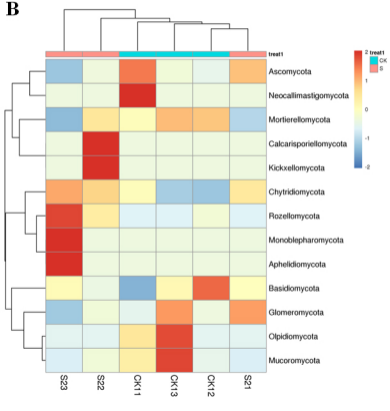 B
treat1
2 treat1
CK
S
1
0
-1
-2
Ascomycota
Neocallimastigomycota
Mortierellomycota
Calcarisporiellomycota
Kickxellomycota
Chytridiomycota
Rozellomycota
Monoblepharomycota
Aphelidiomycota
Basidiomycota
Glomeromycota
Olpidiomycota
Mucoromycota
S23 S22 CK11 CK13 CK12 S21